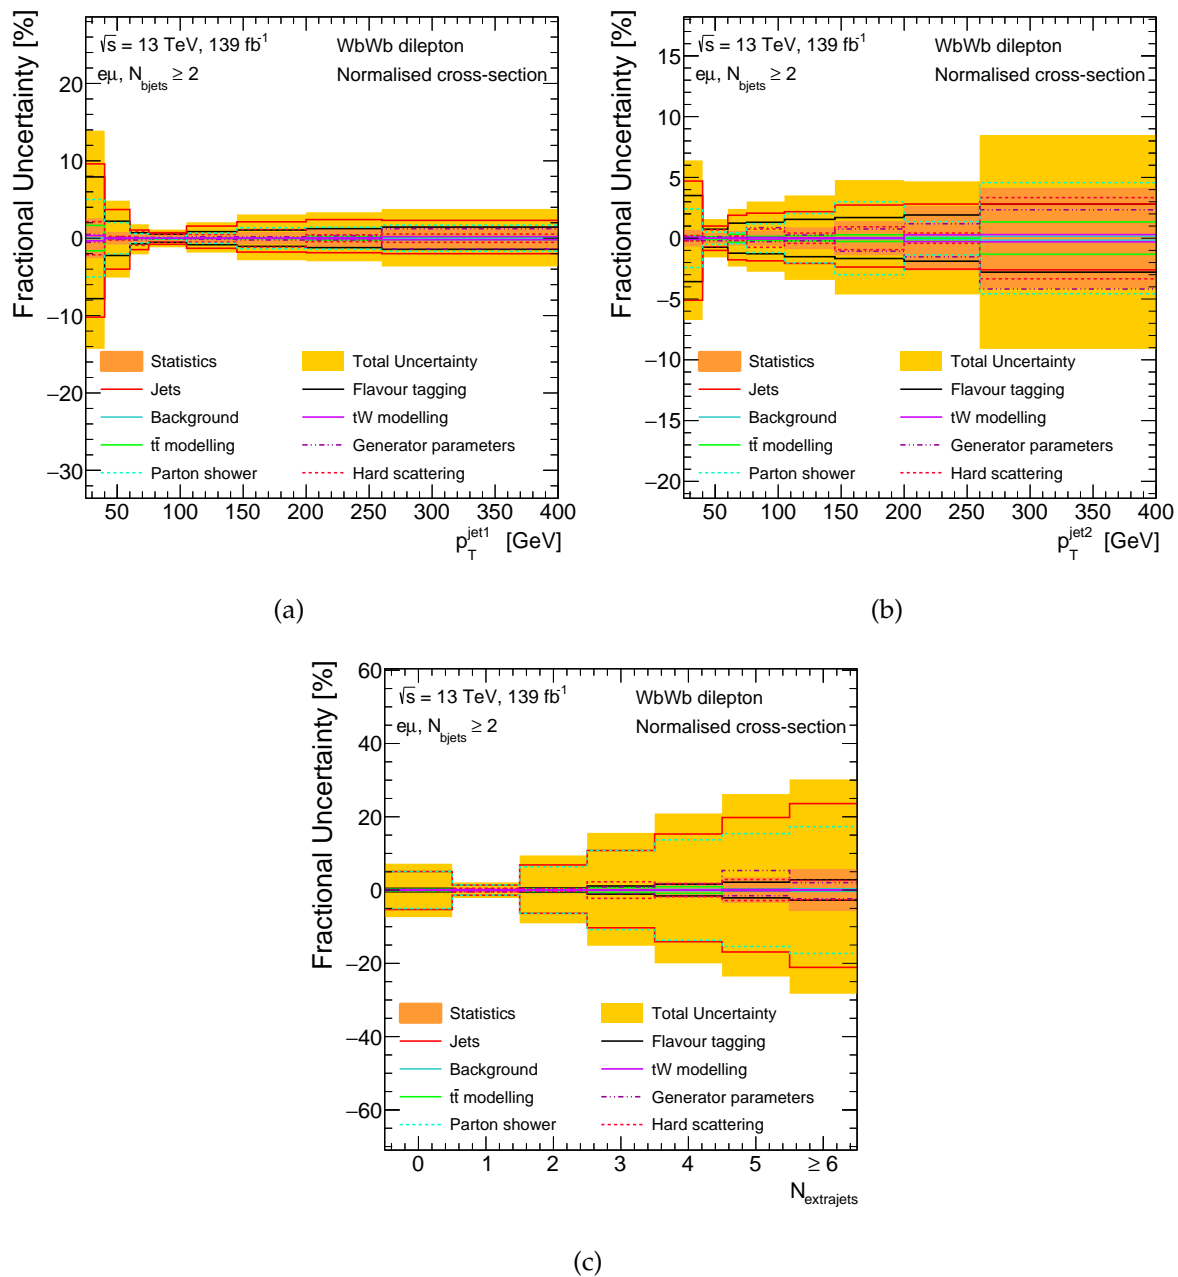 Fractional Uncertainty [%]
√s = 13 TeV, 139 fb⁻¹
eμ, N_bjets ≥ 2
WbWb dilepton
Normalised cross-section
20
10
0
−10
−20
−30
Statistics
Total Uncertainty
Jets
Flavour tagging
Background
tW modelling
tt̄ modelling
Generator parameters
Parton shower
Hard scattering
50 100 150 200 250 300 350 400
p_T^jet1 [GeV]
(a)
Fractional Uncertainty [%]
√s = 13 TeV, 139 fb⁻¹
eμ, N_bjets ≥ 2
WbWb dilepton
Normalised cross-section
15
10
5
0
−5
−10
−15
−20
Statistics
Total Uncertainty
Jets
Flavour tagging
Background
tW modelling
tt̄ modelling
Generator parameters
Parton shower
Hard scattering
50 100 150 200 250 300 350 400
p_T^jet2 [GeV]
(b)
Fractional Uncertainty [%]
√s = 13 TeV, 139 fb⁻¹
eμ, N_bjets ≥ 2
WbWb dilepton
Normalised cross-section
60
40
20
0
−20
−40
−60
Statistics
Total Uncertainty
Jets
Flavour tagging
Background
tW modelling
tt̄ modelling
Generator parameters
Parton shower
Hard scattering
0 1 2 3 4 5 ≥ 6
N_extrajets
(c)